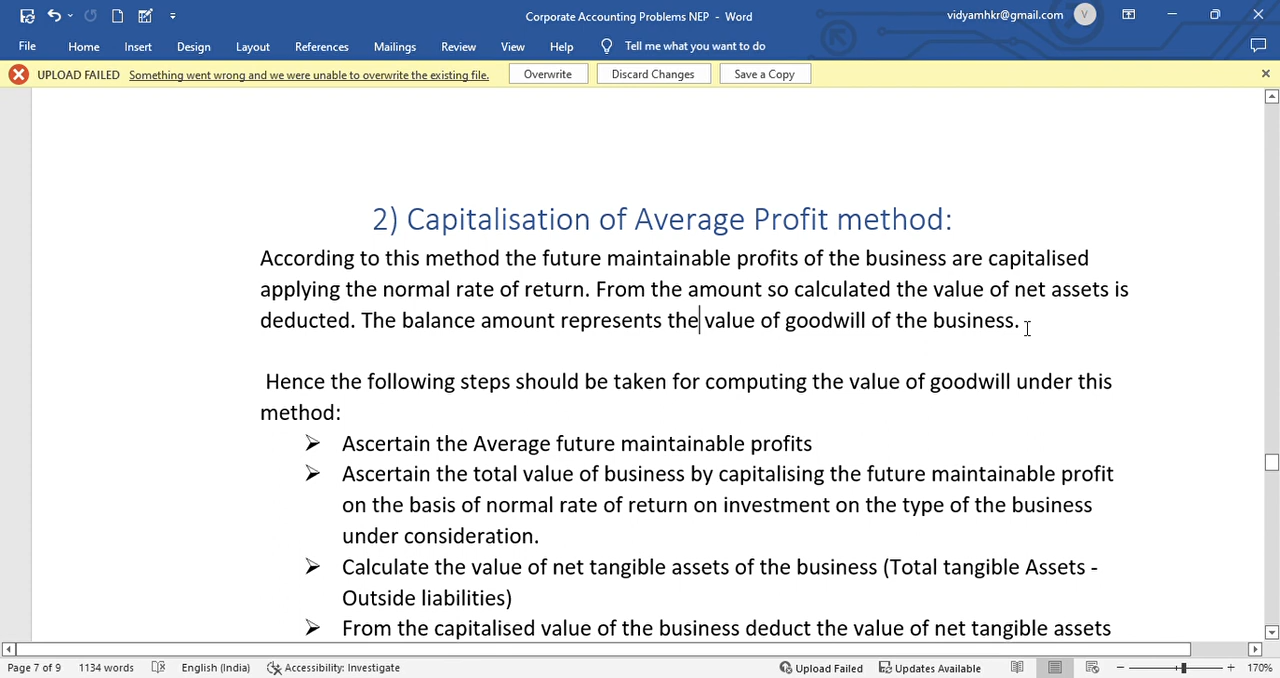 Corporate Accounting Problems NEP - Word
vidyamhkr@gmail.com V
File Home Insert Design Layout References Mailings Review View Help Tell me what you want to do
UPLOAD FAILED Something went wrong and we were unable to overwrite the existing file. Overwrite Discard Changes Save a Copy
2) Capitalisation of Average Profit method:
According to this method the future maintainable profits of the business are capitalised
applying the normal rate of return. From the amount so calculated the value of net assets is
deducted. The balance amount represents the value of goodwill of the business.
Hence the following steps should be taken for computing the value of goodwill under this
method:
Ascertain the Average future maintainable profits
Ascertain the total value of business by capitalising the future maintainable profit
on the basis of normal rate of return on investment on the type of the business
under consideration.
Calculate the value of net tangible assets of the business (Total tangible Assets -
Outside liabilities)
From the capitalised value of the business deduct the value of net tangible assets
Page 7 of 9 1134 words English (India) Accessibility: Investigate Upload Failed Updates Available 170%